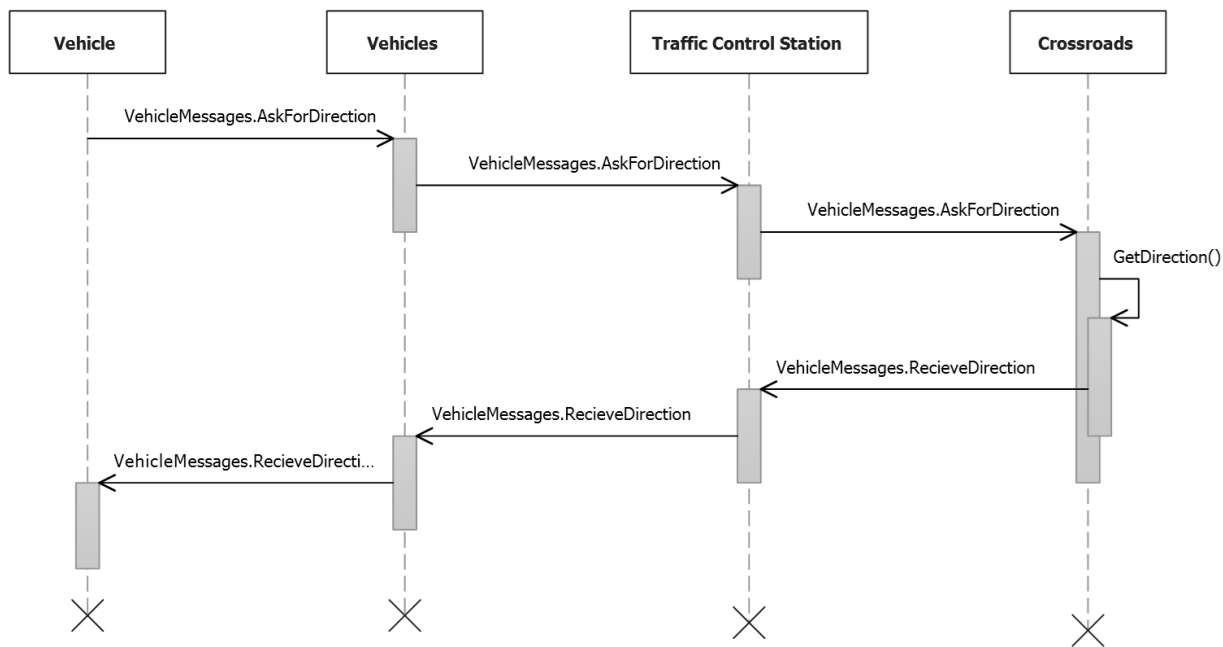 Vehicle
Vehicles
Traffic Control Station
Crossroads
VehicleMessages.AskForDirection
VehicleMessages.AskForDirection
VehicleMessages.AskForDirection
GetDirection()
VehicleMessages.RecieveDirection
VehicleMessages.RecieveDirection
VehicleMessages.RecieveDirecti...